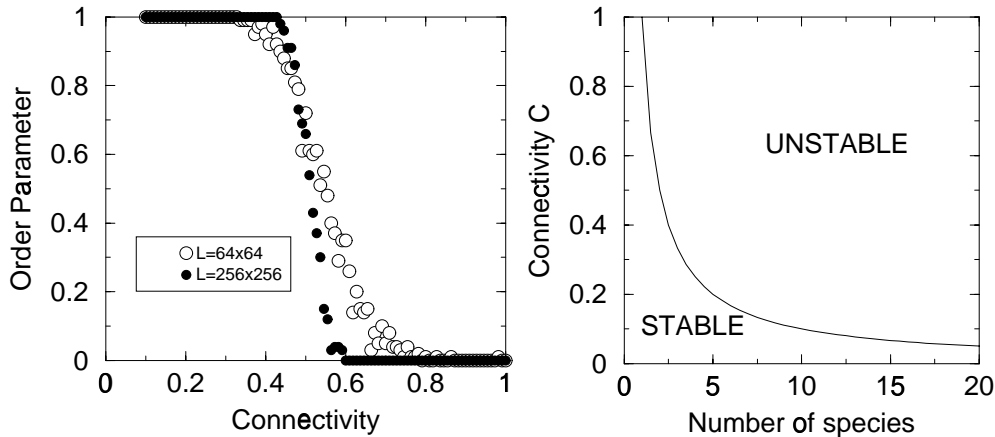 1
0.8
0.6
0.4
0.2
0
Order Parameter
L=64x64
L=256x256
0 0.2 0.4 0.6 0.8 1
Connectivity
1
0.8
0.6
0.4
0.2
0
Connectivity C
UNSTABLE
STABLE
0 5 10 15 20
Number of species